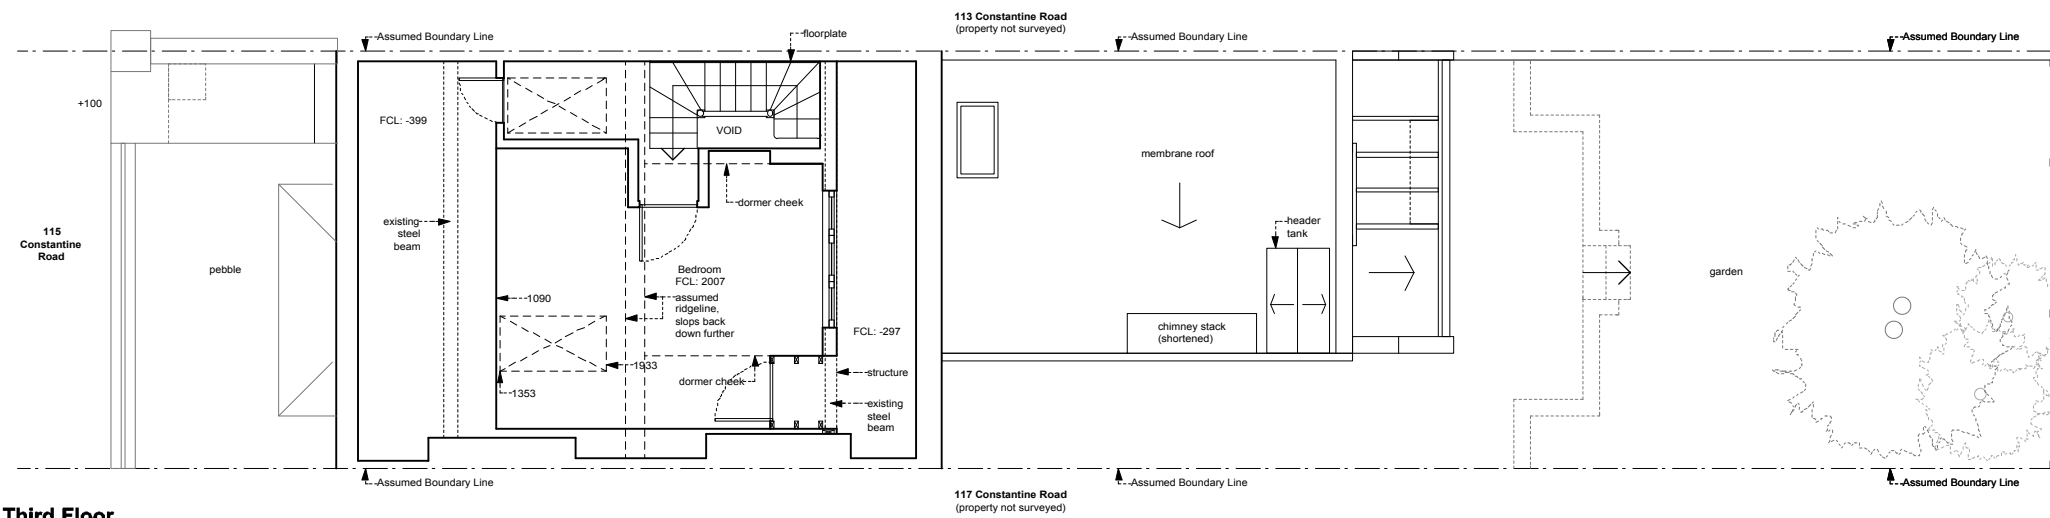 113 Constantine Road
(property not surveyed)
Assumed Boundary Line
floorplate
Assumed Boundary Line
Assumed Boundary Line
+100
FCL: -399
VOID
membrane roof
dormer cheek
existing
steel
beam
header
tank
115
Constantine
Road
pebble
Bedroom
FCL: 2007
garden
1090
assumed
ridgeline,
slops back
down further
FCL: -297
chimney stack
(shortened)
1933
dormer cheek
structure
1353
existing
steel
beam
Assumed Boundary Line
Assumed Boundary Line
Assumed Boundary Line
117 Constantine Road
(property not surveyed)
Third Floor